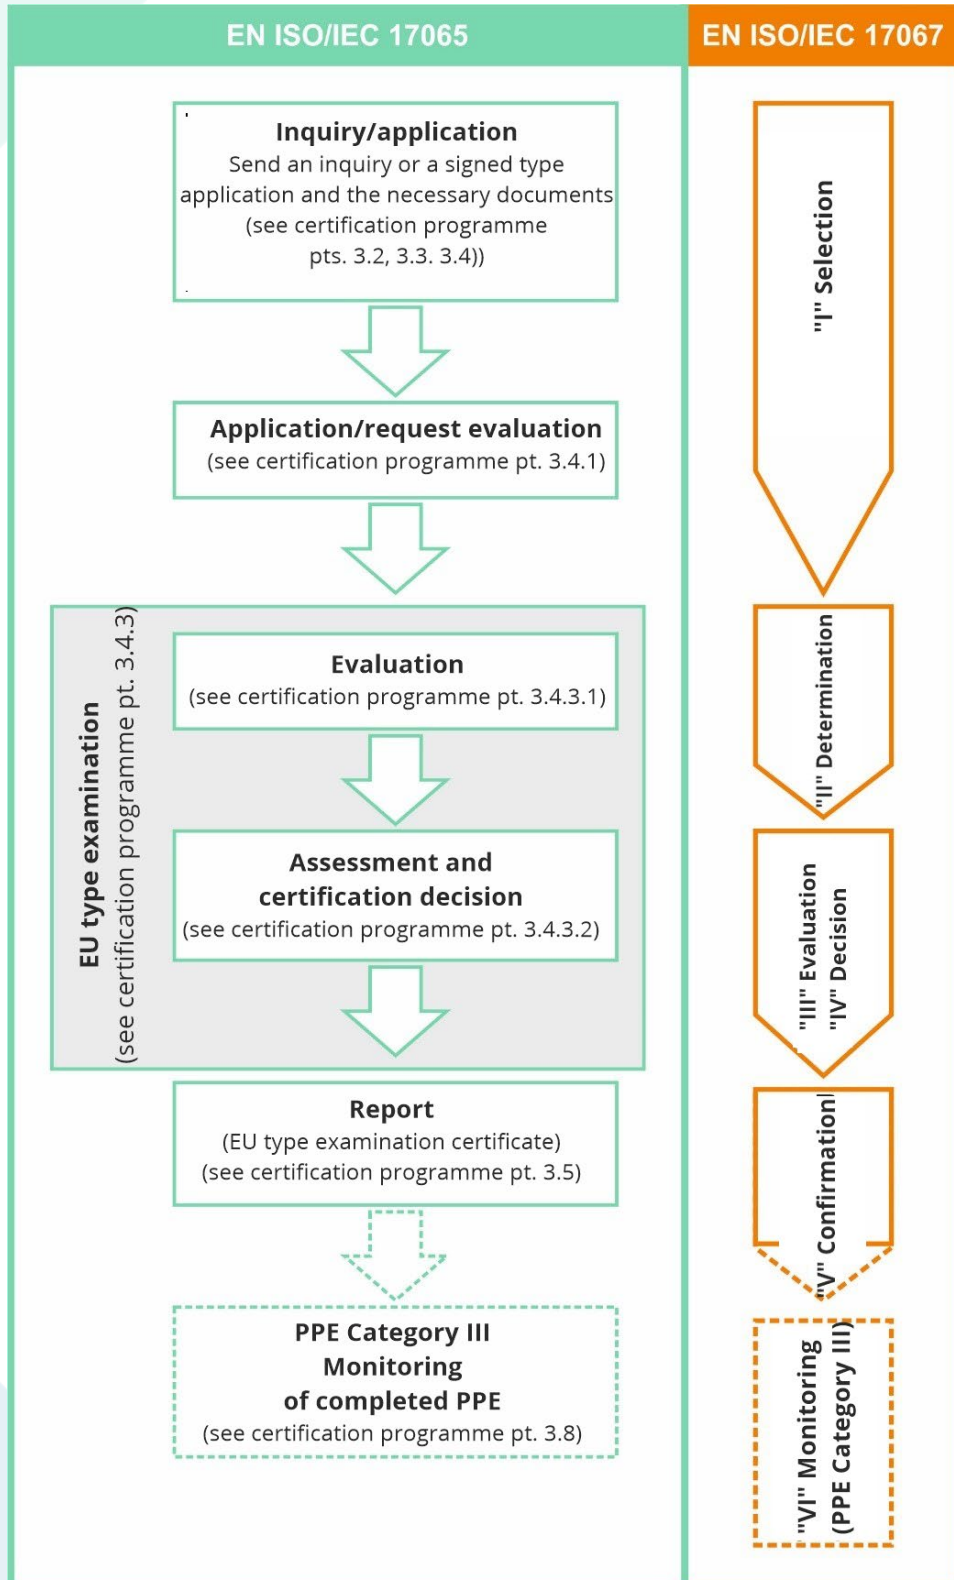 EN ISO/IEC 17065
EN ISO/IEC 17067
Inquiry/application
Send an inquiry or a signed type
application and the necessary documents
(see certification programme
pts. 3.2, 3.3. 3.4))
"I" Selection
Application/request evaluation
(see certification programme pt. 3.4.1)
EU type examination
(see certification programme pt. 3.4.3)
Evaluation
(see certification programme pt. 3.4.3.1)
"II" Determination
Assessment and
certification decision
(see certification programme pt. 3.4.3.2)
"III" Evaluation
"IV" Decision
Report
(EU type examination certificate)
(see certification programme pt. 3.5)
"V" Confirmation
PPE Category III
Monitoring
of completed PPE
(see certification programme pt. 3.8)
"VI" Monitoring
(PPE Category III)